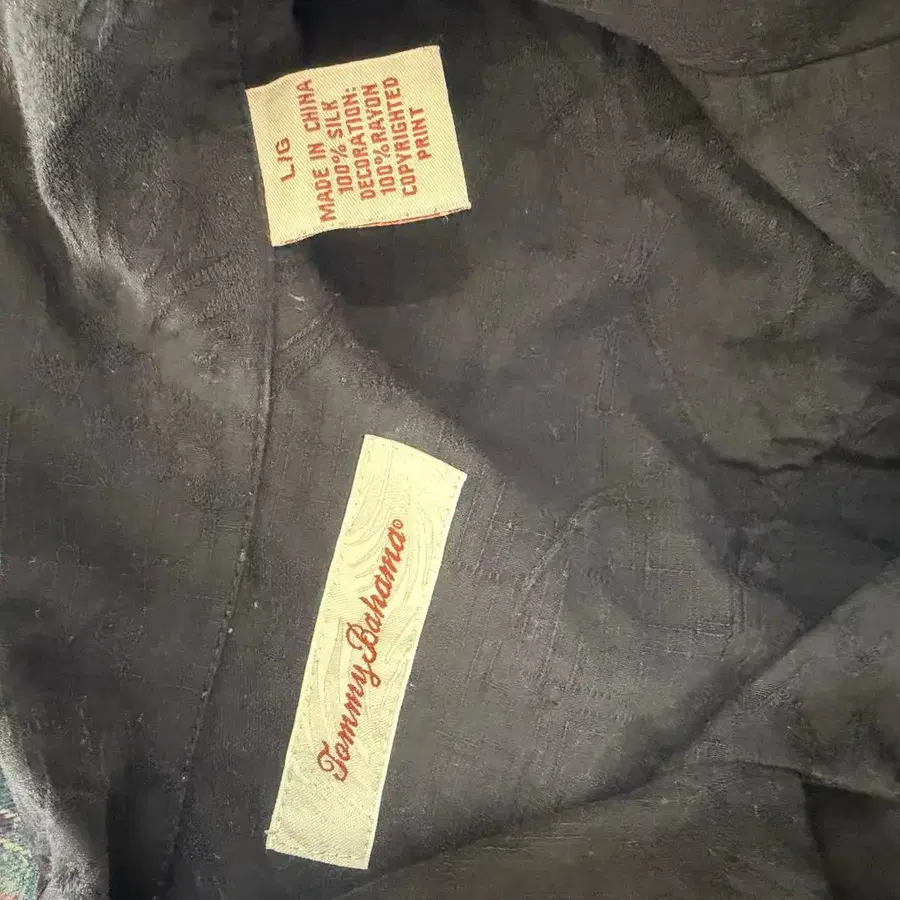 L/G
MADE IN CHINA
100% SILK
DECORATION:
100% RAYON
COPYRIGHTED
PRINT
Tommy Bahama®